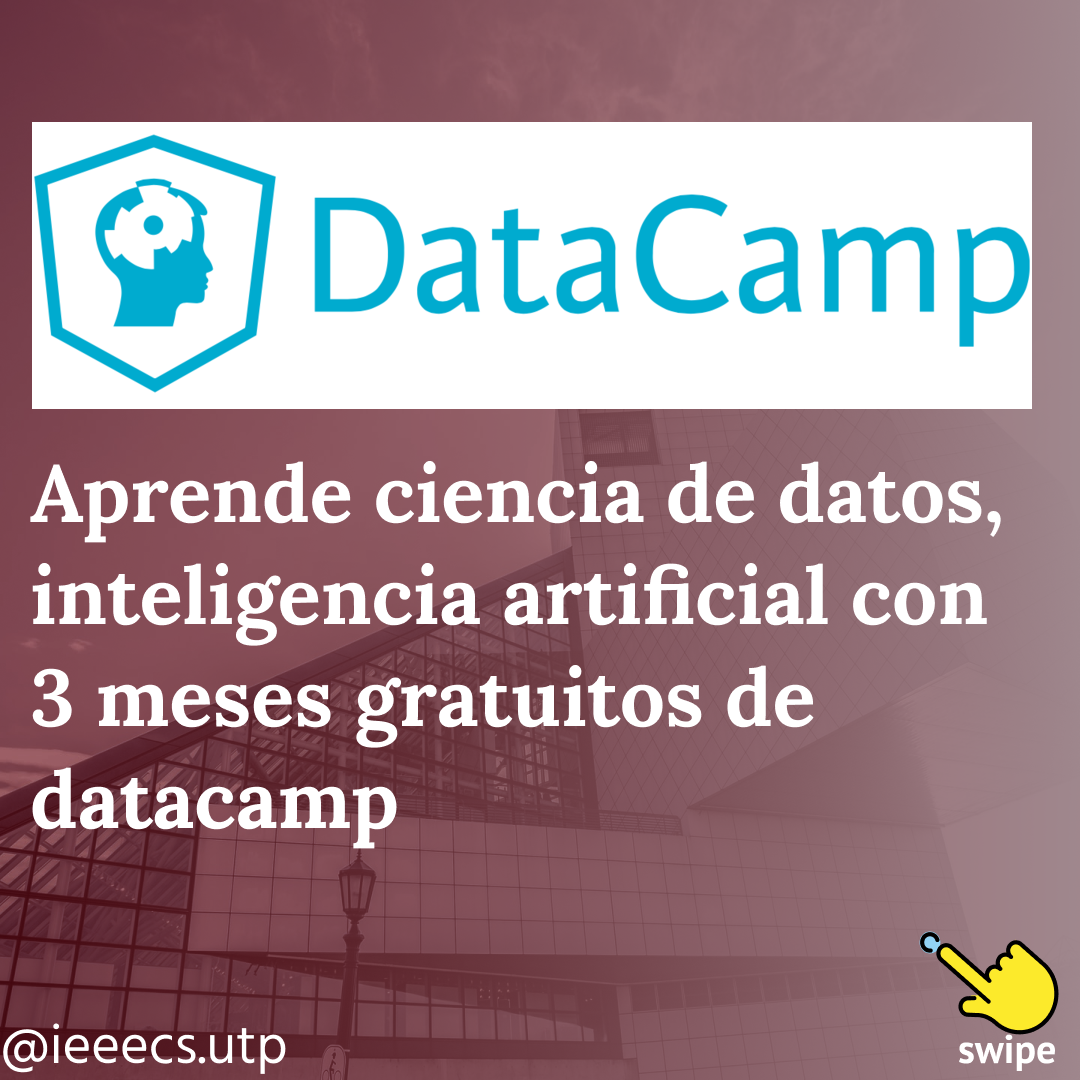 DataCamp
Aprende ciencia de datos,
inteligencia artificial con
3 meses gratuitos de
datacamp
@ieeecs.utp
swipe